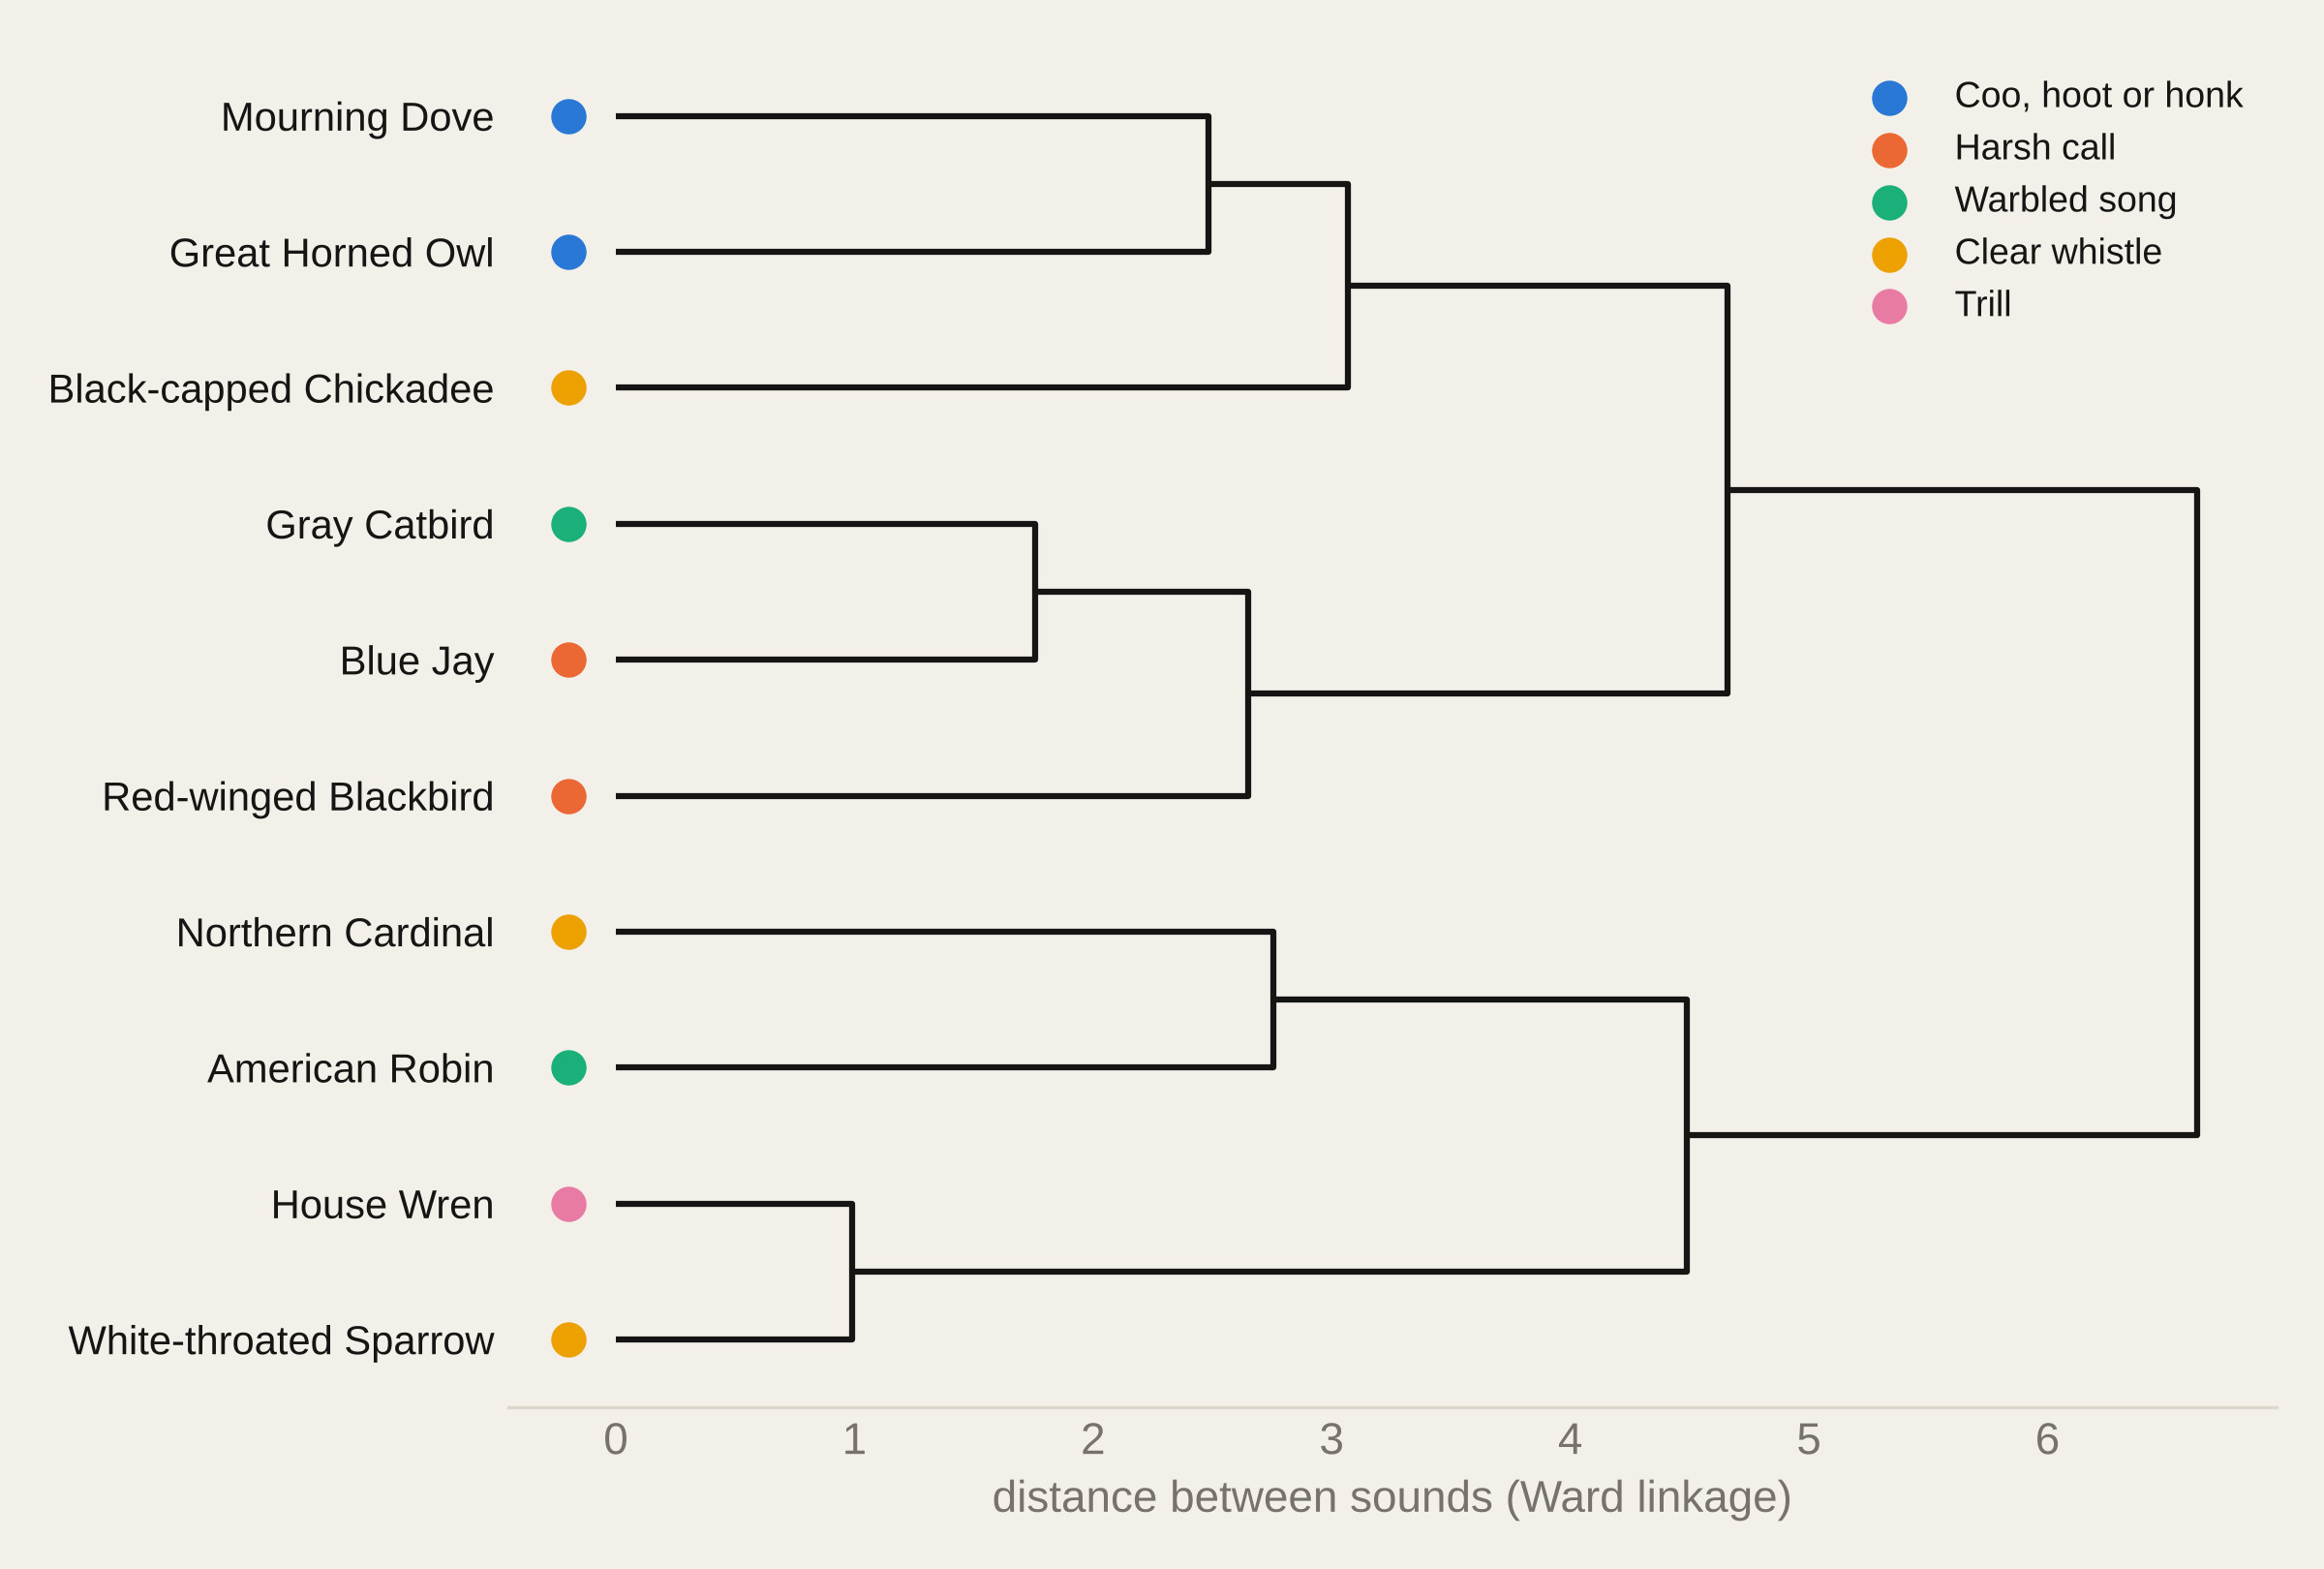 Mourning Dove
Great Horned Owl
Black-capped Chickadee
Gray Catbird
Blue Jay
Red-winged Blackbird
Northern Cardinal
American Robin
House Wren
White-throated Sparrow
Coo, hoot or honk
Harsh call
Warbled song
Clear whistle
Trill
0 1 2 3 4 5 6
distance between sounds (Ward linkage)